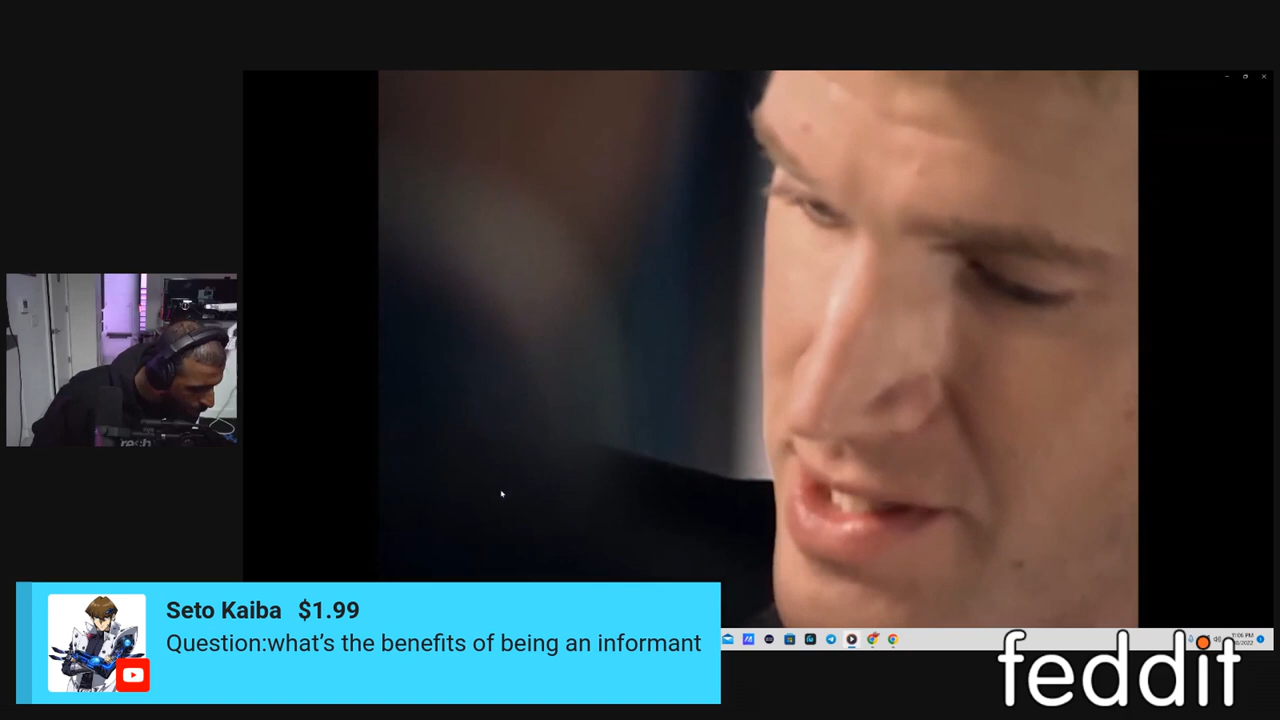 Seto Kaiba $1.99
Question:what's the benefits of being an informant
feddit